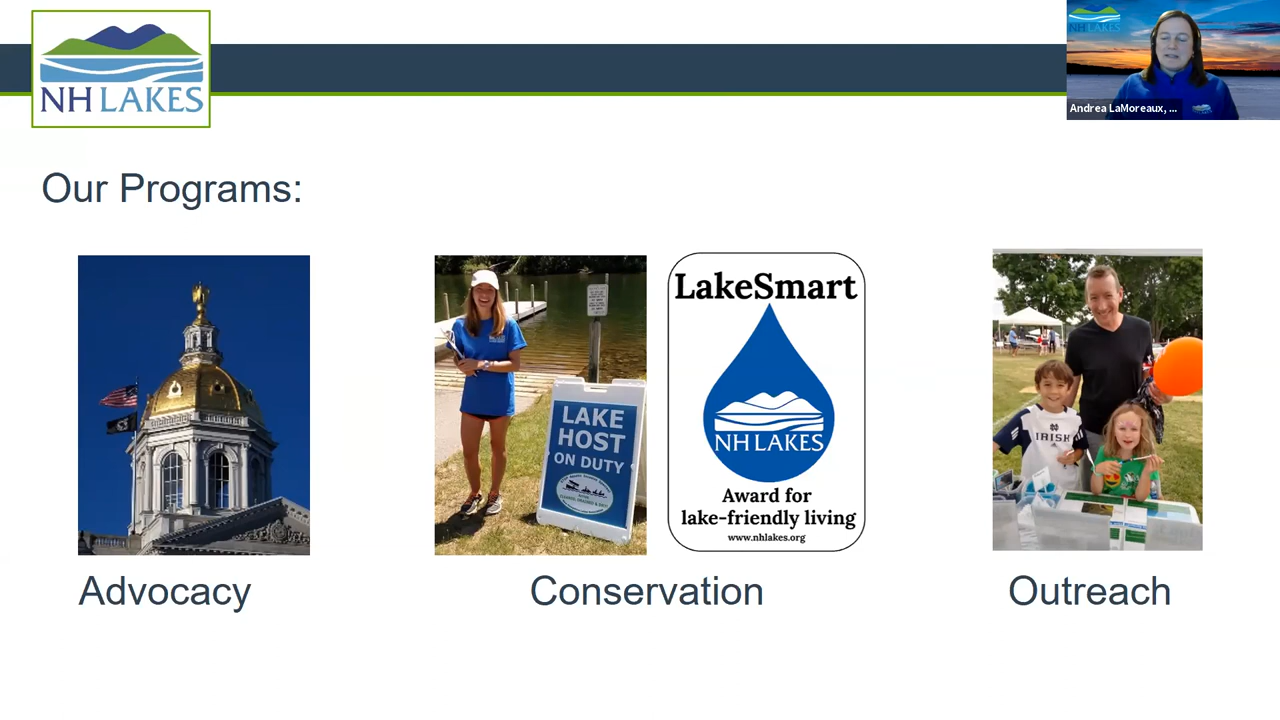 NH LAKES
NH LAKES
Andrea LaMoreaux, ...
Our Programs:
LAKE
HOST
ON DUTY
LakeSmart
NH LAKES
Award for
lake-friendly living
www.nhlakes.org
IRISH
Advocacy
Conservation
Outreach